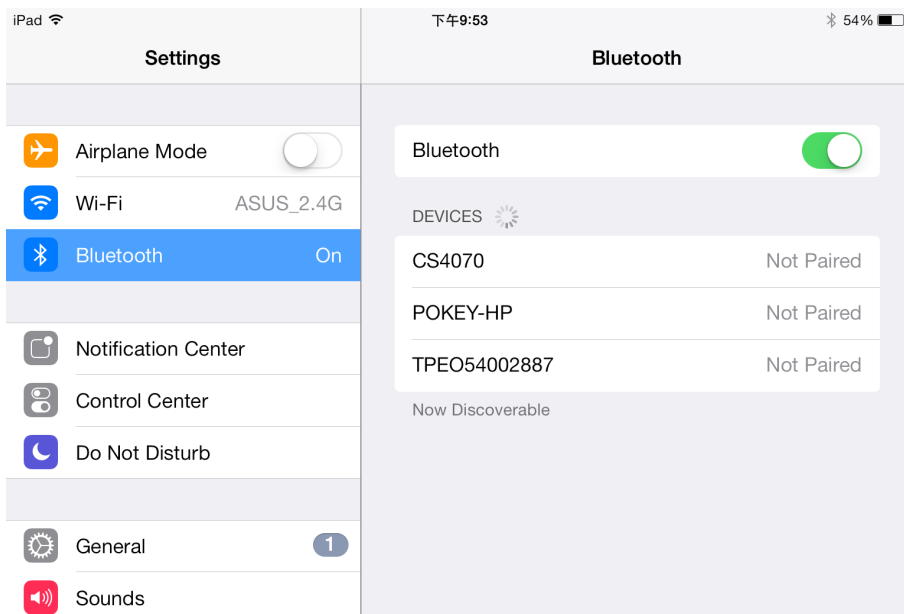 iPad 下午9:53 54%
Settings
Bluetooth
Airplane Mode
Wi-Fi ASUS_2.4G
Bluetooth On
Notification Center
Control Center
Do Not Disturb
General 1
Sounds
Bluetooth
DEVICES
CS4070 Not Paired
POKEY-HP Not Paired
TPEO54002887 Not Paired
Now Discoverable